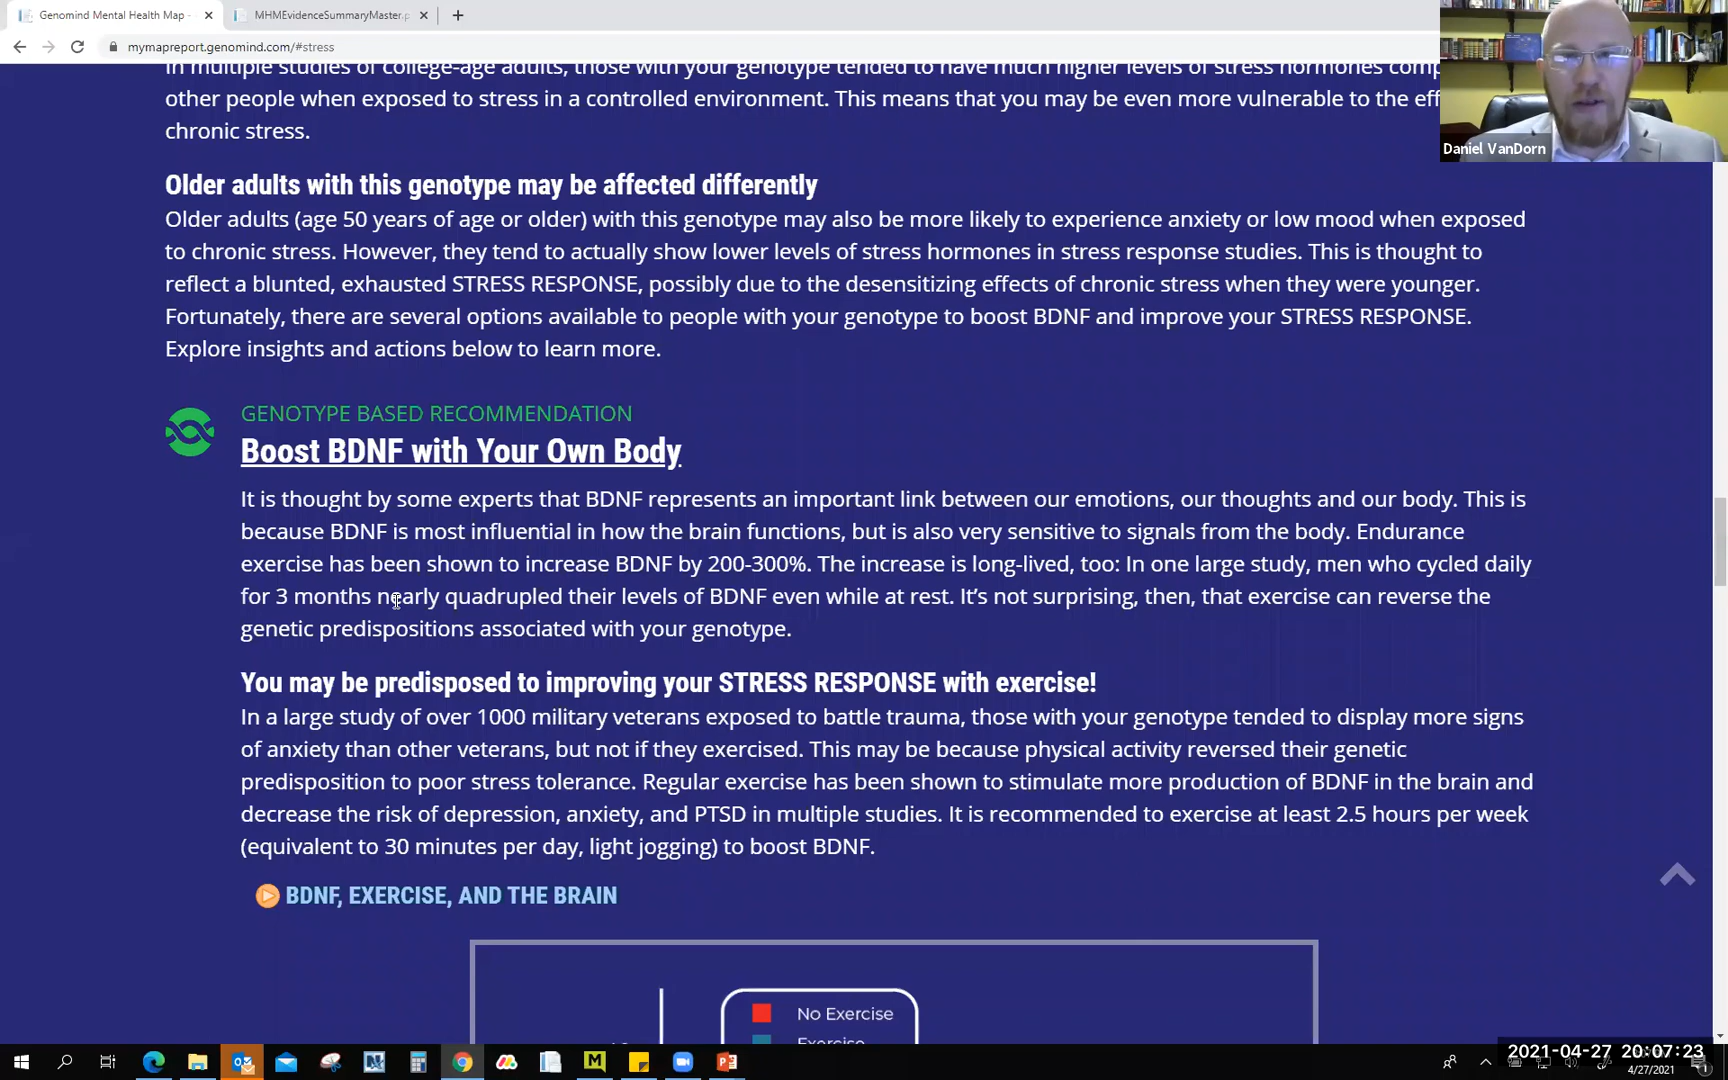 Genomind Mental Health Map -
MHMEvidenceSummaryMaster.p
mymapreport.genomind.com/#stress
In multiple studies of college-age adults, those with your genotype tended to have much higher levels of stress hormones comp
other people when exposed to stress in a controlled environment. This means that you may be even more vulnerable to the eff
chronic stress.
Daniel VanDorn
Older adults with this genotype may be affected differently
Older adults (age 50 years of age or older) with this genotype may also be more likely to experience anxiety or low mood when exposed
to chronic stress. However, they tend to actually show lower levels of stress hormones in stress response studies. This is thought to
reflect a blunted, exhausted STRESS RESPONSE, possibly due to the desensitizing effects of chronic stress when they were younger.
Fortunately, there are several options available to people with your genotype to boost BDNF and improve your STRESS RESPONSE.
Explore insights and actions below to learn more.
GENOTYPE BASED RECOMMENDATION
Boost BDNF with Your Own Body
It is thought by some experts that BDNF represents an important link between our emotions, our thoughts and our body. This is
because BDNF is most influential in how the brain functions, but is also very sensitive to signals from the body. Endurance
exercise has been shown to increase BDNF by 200-300%. The increase is long-lived, too: In one large study, men who cycled daily
for 3 months nearly quadrupled their levels of BDNF even while at rest. It’s not surprising, then, that exercise can reverse the
genetic predispositions associated with your genotype.
You may be predisposed to improving your STRESS RESPONSE with exercise!
In a large study of over 1000 military veterans exposed to battle trauma, those with your genotype tended to display more signs
of anxiety than other veterans, but not if they exercised. This may be because physical activity reversed their genetic
predisposition to poor stress tolerance. Regular exercise has been shown to stimulate more production of BDNF in the brain and
decrease the risk of depression, anxiety, and PTSD in multiple studies. It is recommended to exercise at least 2.5 hours per week
(equivalent to 30 minutes per day, light jogging) to boost BDNF.
BDNF, EXERCISE, AND THE BRAIN
No Exercise
Exercise
2021-04-27 20:07:23
4/27/2021